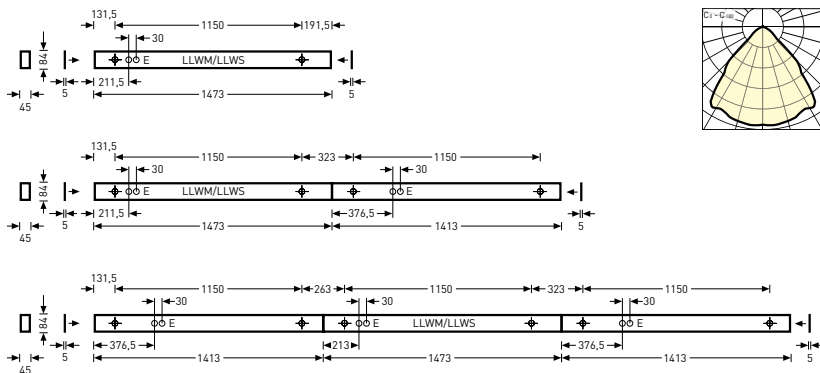 131,5 1150 191,5
30
84 E LLWM/LLWS
211,5
5 1473 5
45
C0 - C180
131,5 1150 323 1150
30 30
84 E LLWM/LLWS E
211,5 376,5
5 1473 1413 5
45
131,5 1150 263 1150 323 1150
30 30 30
84 E E LLWM/LLWS E
376,5 213 376,5
5 1413 1473 1413 5
45